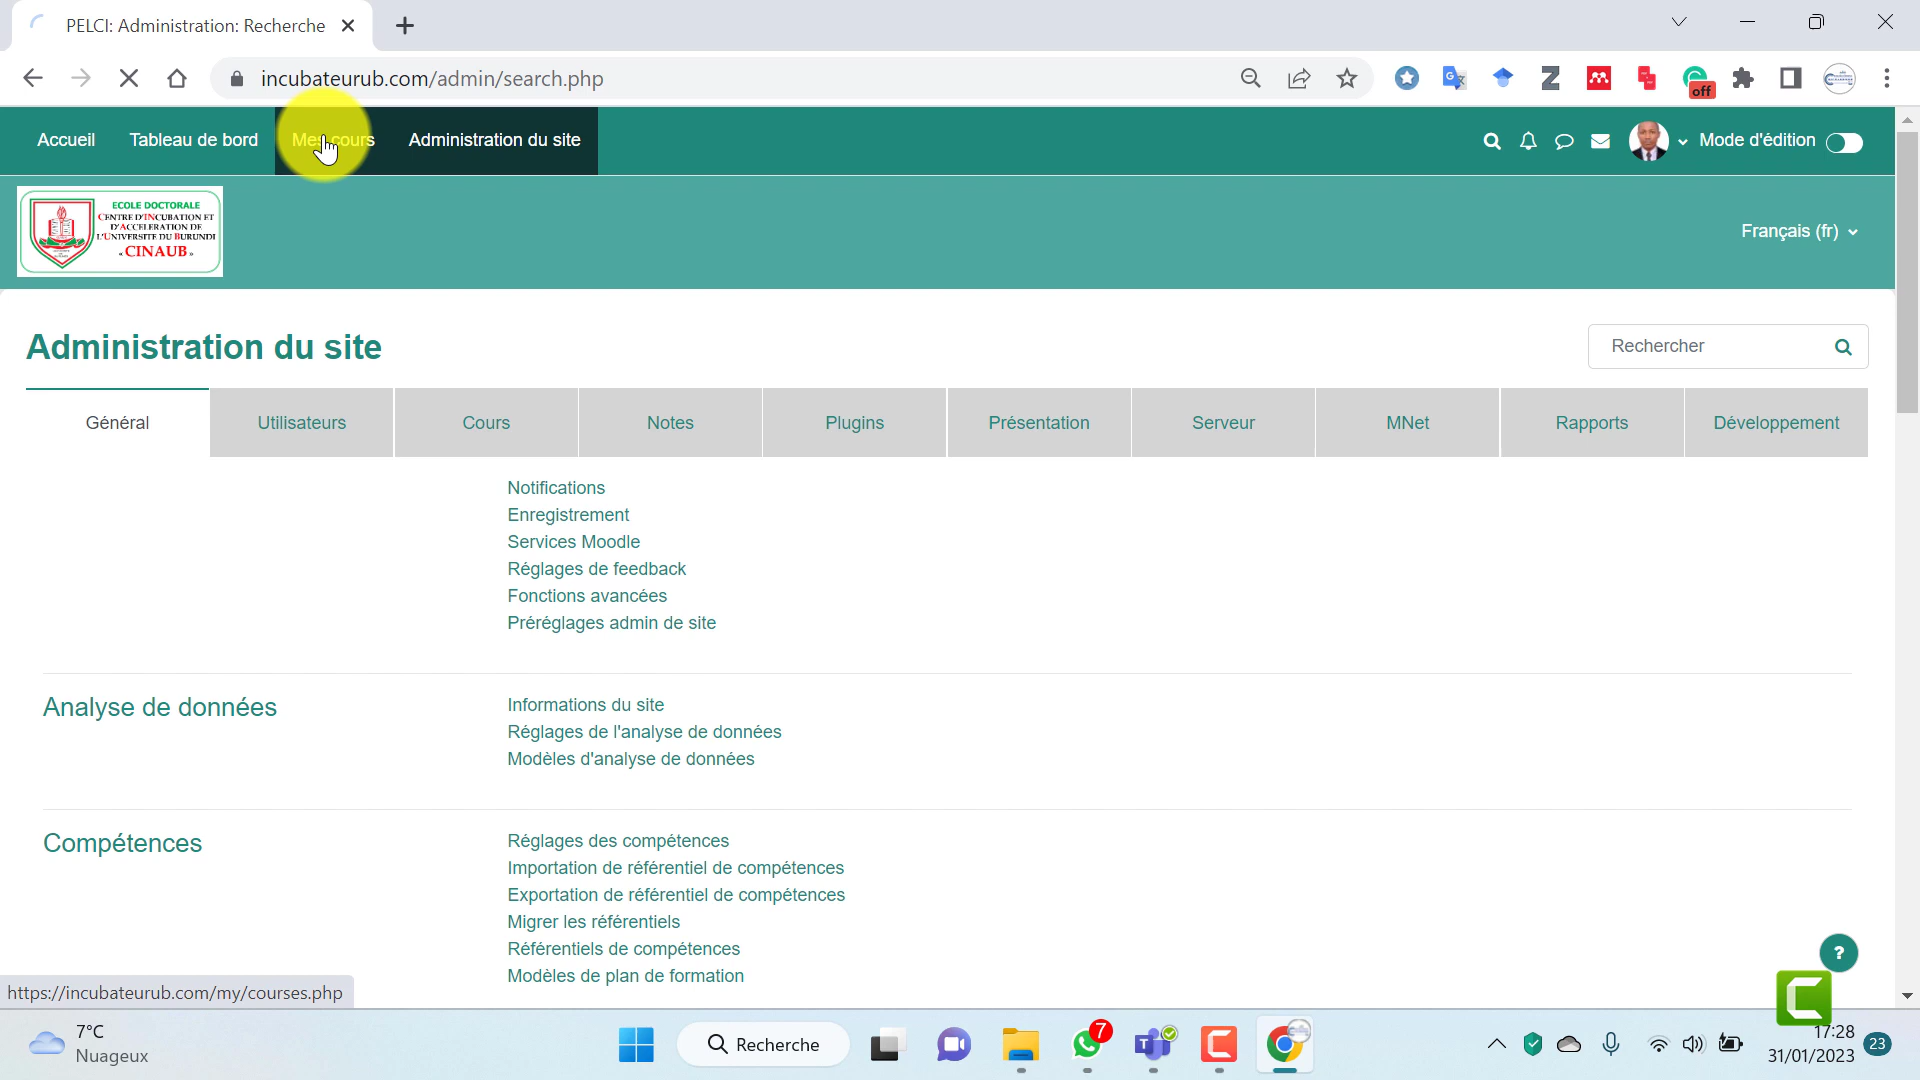 PELCI: Administration: Recherche
incubateurub.com/admin/search.php
off
Accueil Tableau de bord Mes cours Administration du site
Mode d'édition
ECOLE DOCTORALE
CENTRE D'INCUBATION ET
D'ACCELERATION DE
L'UNIVERSITE DU BURUNDI
« CINAUB »
Français (fr)
Administration du site
Rechercher
Général Utilisateurs Cours Notes Plugins Présentation Serveur MNet Rapports Développement
Notifications
Enregistrement
Services Moodle
Réglages de feedback
Fonctions avancées
Préréglages admin de site
Analyse de données
Informations du site
Réglages de l'analyse de données
Modèles d'analyse de données
Compétences
Réglages des compétences
Importation de référentiel de compétences
Exportation de référentiel de compétences
Migrer les référentiels
Référentiels de compétences
Modèles de plan de formation
?
https://incubateurub.com/my/courses.php
7°C
Nuageux
Recherche
7
17:28
31/01/2023
23